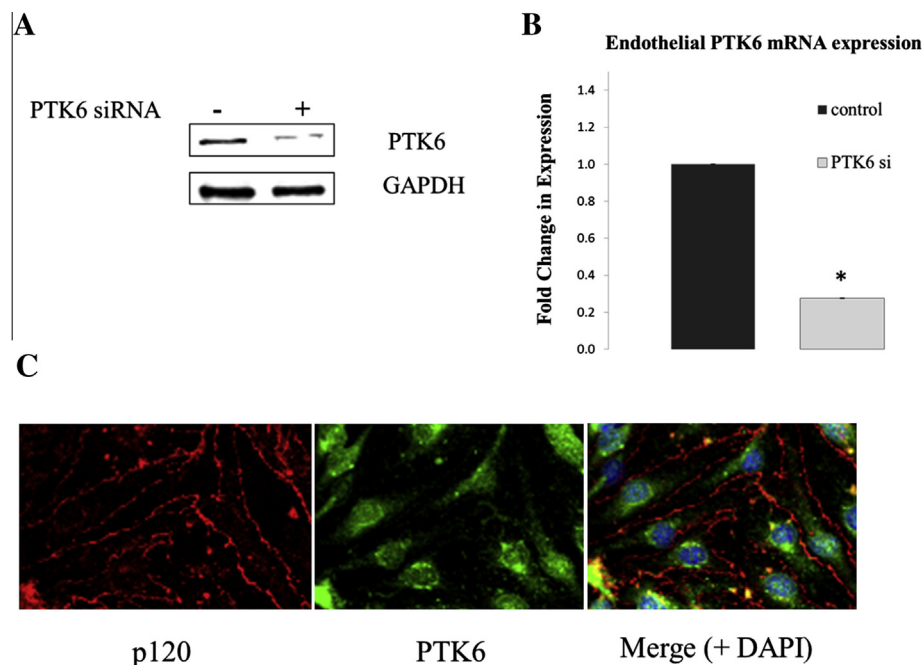 A
PTK6 siRNA - +
PTK6
GAPDH
B
Endothelial PTK6 mRNA expression
Fold Change in Expression
1.4
1.2
1.0
0.8
0.6
0.4
0.2
0.0
*
control
PTK6 si
C
p120
PTK6
Merge (+ DAPI)